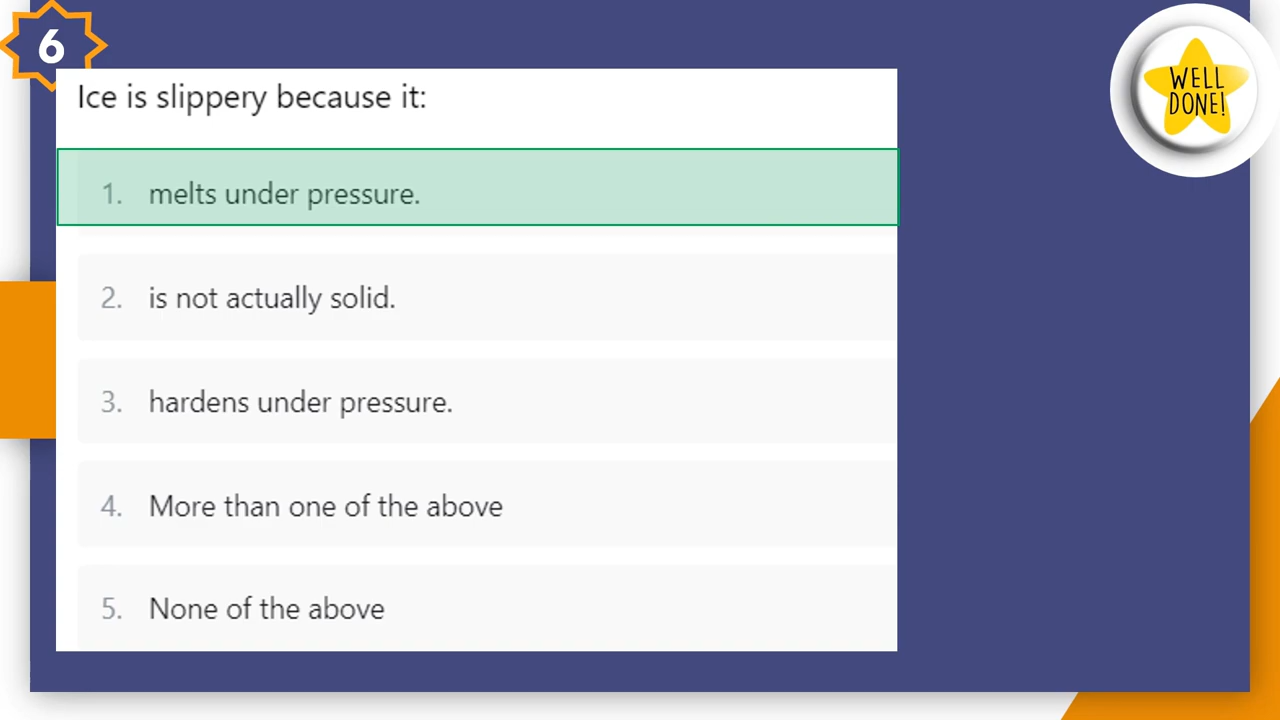 6
WELL
DONE!
Ice is slippery because it:
1. melts under pressure.
2. is not actually solid.
3. hardens under pressure.
4. More than one of the above
5. None of the above